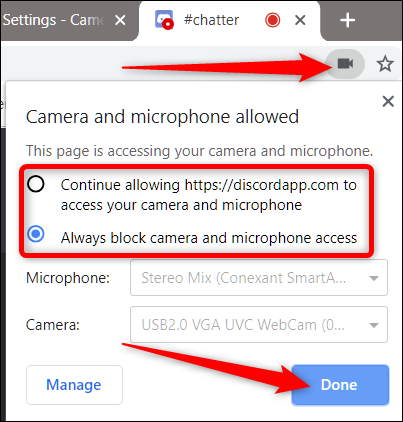 Settings - Came
#chatter
Camera and microphone allowed
This page is accessing your camera and microphone.
Continue allowing https://discordapp.com to
access your camera and microphone
Always block camera and microphone access
Microphone:
Stereo Mix (Conexant SmartA...
Camera:
USB2.0 VGA UVC WebCam (0...
Manage
Done